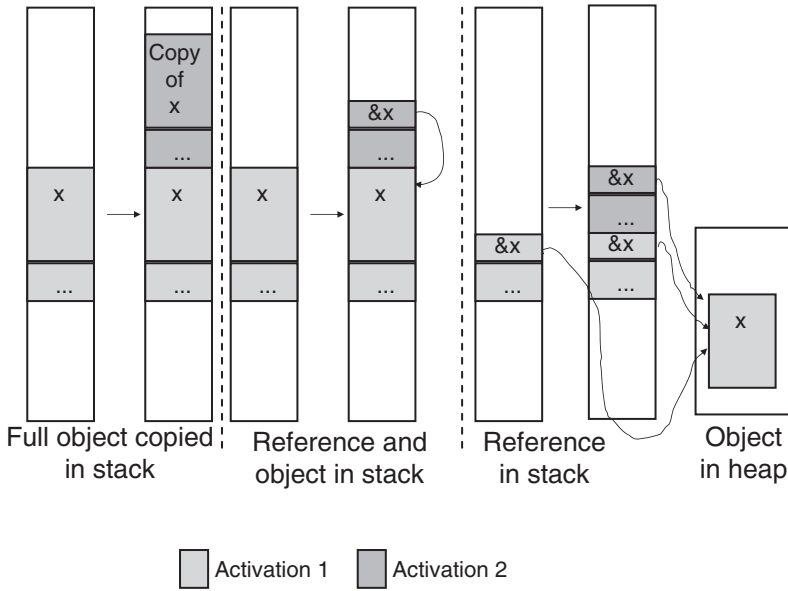 Copy
of
x
...
x
x
...
...
&x
...
x
x
...
...
&x
...
&x
...
&x
...
x
Full object copied
in stack
Reference and
object in stack
Reference
in stack
Object
in heap
Activation 1
Activation 2